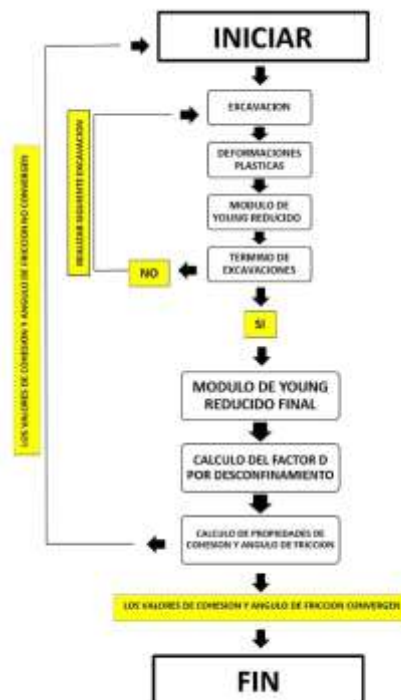 INICIAR
EXCAVACION
DEFORMACIONES
PLASTICAS
MODULO DE
YOUNG REDUCIDO
TERMINO DE
EXCAVACIONES
NO
REALIZAR SIGUIENTE EXCAVACION
LOS VALORES DE COHESION Y ANGULO DE FRICCION NO CONVERGEN
SI
MODULO DE YOUNG
REDUCIDO FINAL
CALCULO DEL FACTOR D
POR DESCONFINAMIENTO
CALCULO DE PROPIEDADES DE
COHESION Y ANGULO DE FRICCION
LOS VALORES DE COHESION Y ANGULO DE FRICCION CONVERGEN
FIN